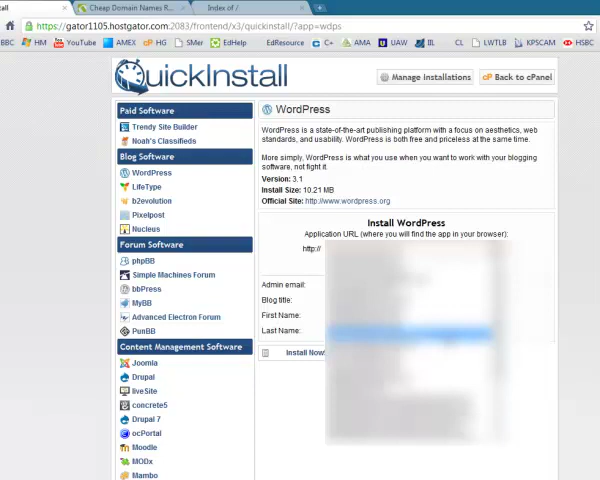 all
Cheap Domain Names R...
Index of /
https://gator1105.hostgator.com:2083/frontend/x3/quickinstall/?app=wdps
BBC HM YouTube AMEX HG SMer EdHelp EdResource C+ AMA UAW IIL CL LWTLB KPSCAM HSBC
QuickInstall
Manage Installations
cP Back to cPanel
Paid Software
Trendy Site Builder
Noah's Classifieds
Blog Software
WordPress
LifeType
b2evolution
Pixelpost
Nucleus
Forum Software
phpBB
Simple Machines Forum
bbPress
MyBB
Advanced Electron Forum
PunBB
Content Management Software
Joomla
Drupal
liveSite
concrete5
Drupal 7
ocPortal
Moodle
MODx
Mambo
WordPress
WordPress is a state-of-the-art publishing platform with a focus on aesthetics, web
standards, and usability. WordPress is both free and priceless at the same time.
More simply, WordPress is what you use when you want to work with your blogging
software, not fight it.
Version: 3.1
Install Size: 10.21 MB
Official Site: http://www.wordpress.org
Install WordPress
Application URL (where you will find the app in your browser):
http://
Admin email:
Blog title:
First Name:
Last Name:
Install Now!